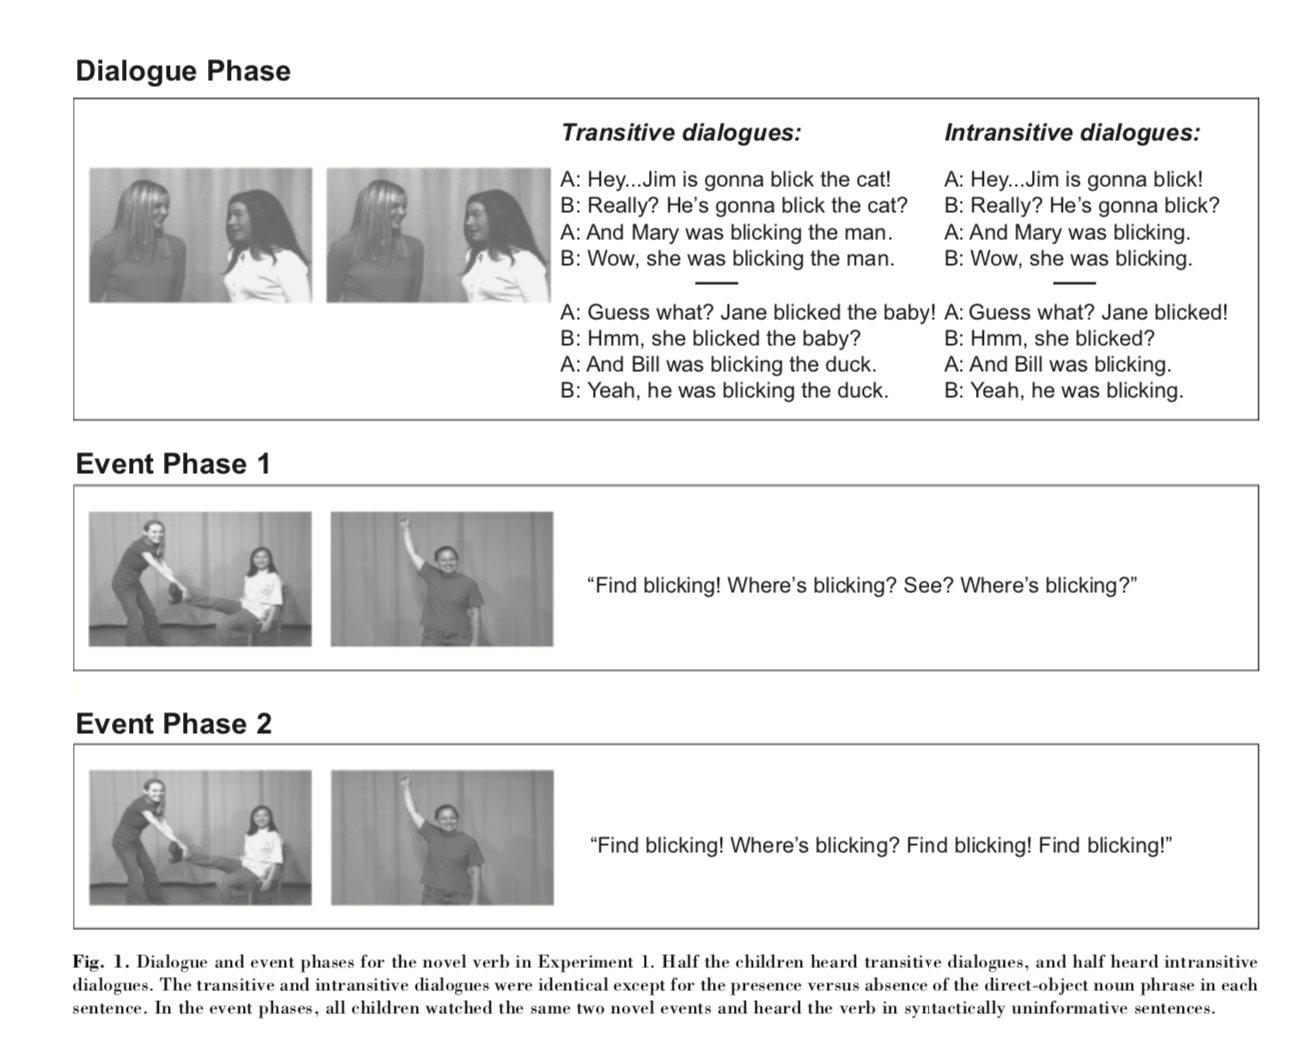 Dialogue Phase
Transitive dialogues:
A: Hey...Jim is gonna blick the cat!
B: Really? He's gonna blick the cat?
A: And Mary was blicking the man.
B: Wow, she was blicking the man.
A: Guess what? Jane blicked the baby!
B: Hmm, she blicked the baby?
A: And Bill was blicking the duck.
B: Yeah, he was blicking the duck.
Intransitive dialogues:
A: Hey...Jim is gonna blick!
B: Really? He's gonna blick?
A: And Mary was blicking.
B: Wow, she was blicking.
A: Guess what? Jane blicked!
B: Hmm, she blicked?
A: And Bill was blicking.
B: Yeah, he was blicking.
Event Phase 1
“Find blicking! Where's blicking? See? Where's blicking?”
Event Phase 2
“Find blicking! Where's blicking? Find blicking! Find blicking!”
Fig. 1. Dialogue and event phases for the novel verb in Experiment 1. Half the children heard transitive dialogues, and half heard intransitive
dialogues. The transitive and intransitive dialogues were identical except for the presence versus absence of the direct-object noun phrase in each
sentence. In the event phases, all children watched the same two novel events and heard the verb in syntactically uninformative sentences.